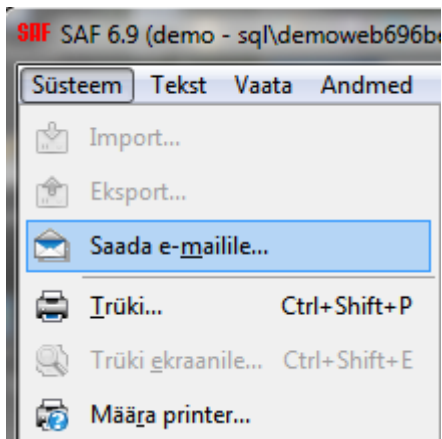 SAF SAF 6.9 (demo - sql\demoweb696b
Süsteem Tekst Vaata Andmed
Import...
Eksport...
Saada e-mailile...
Trüki... Ctrl+Shift+P
Trüki ekraanile... Ctrl+Shift+E
Määra printer...